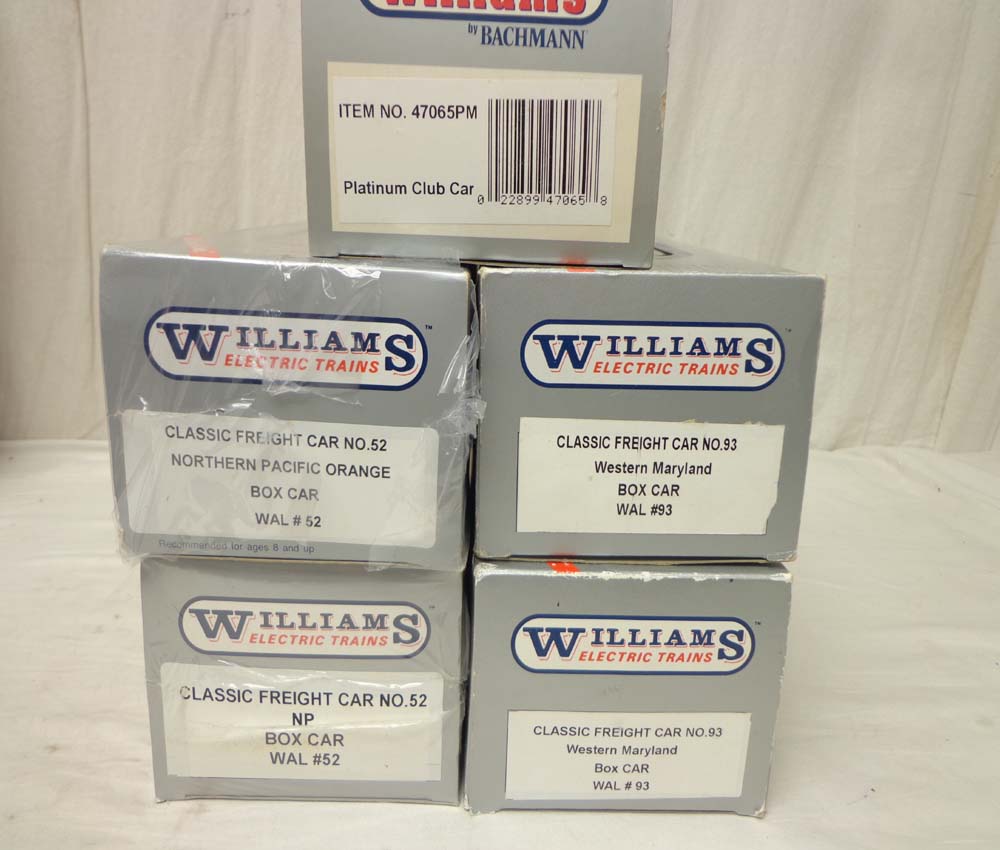 Williams
by BACHMANN
ITEM NO. 47065PM
Platinum Club Car
0 22899 47065 8
WILLIAMS™
ELECTRIC TRAINS
CLASSIC FREIGHT CAR NO.52
NORTHERN PACIFIC ORANGE
BOX CAR
WAL # 52
Recommended for ages 8 and up
WILLIAMS
ELECTRIC TRAINS
CLASSIC FREIGHT CAR NO.93
Western Maryland
BOX CAR
WAL #93
WILLIAMS
ELECTRIC TRAINS
CLASSIC FREIGHT CAR NO.52
NP
BOX CAR
WAL #52
WILLIAMS™
ELECTRIC TRAINS
CLASSIC FREIGHT CAR NO.93
Western Maryland
Box CAR
WAL # 93